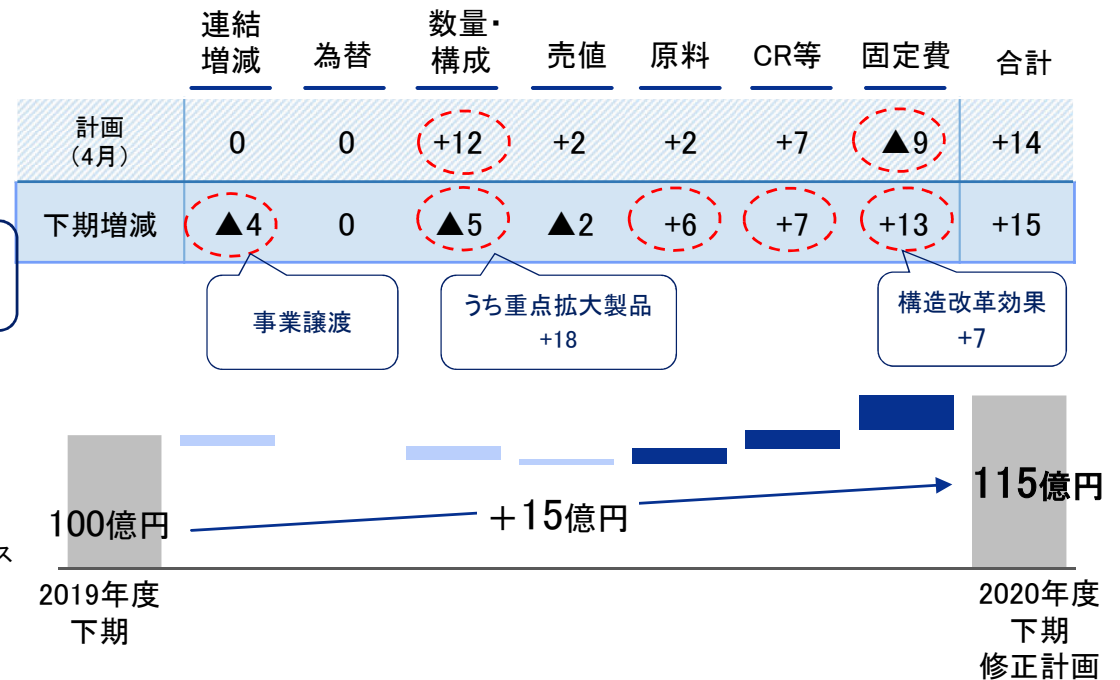 連結
増減
為替
数量・
構成
売値
原料
CR等
固定費
合計
計画
（4月）
0
0
+12
+2
+2
+7
▲9
+14
下期増減
▲4
0
▲5
▲2
+6
+7
+13
+15
事業譲渡
うち重点拡大製品
+18
構造改革効果
+7
100億円
＋15億円
115億円
ス
2019年度
下期
2020年度
下期
修正計画